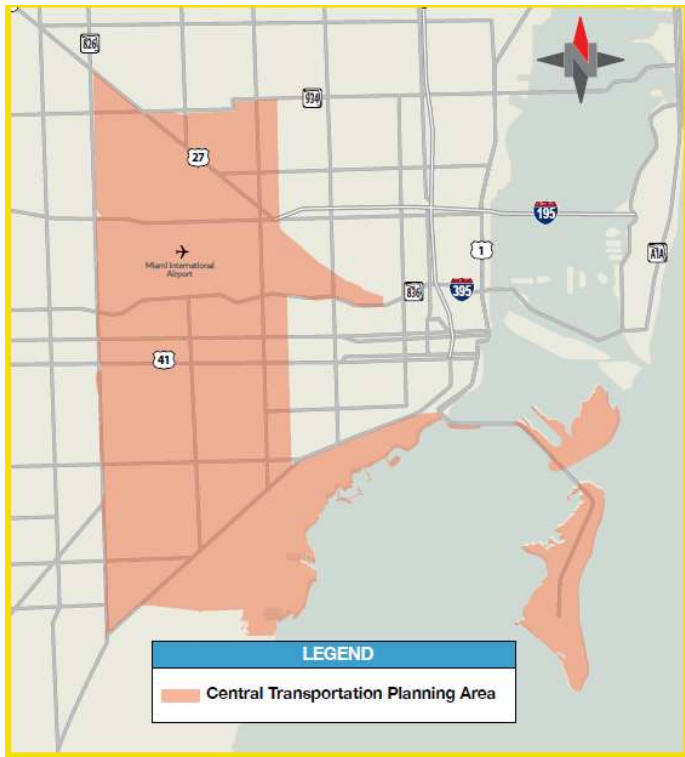 826
934
N
27
195
1
A1A
Miami International
Airport
836
395
41
LEGEND
Central Transportation Planning Area